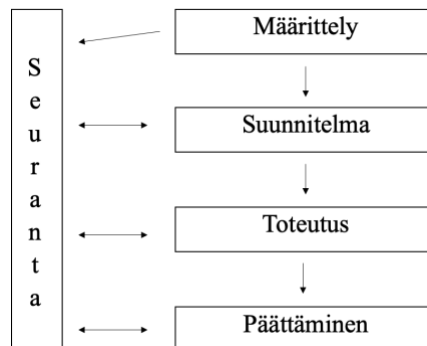 Seuranta
Määrittely
Suunnitelma
Toteutus
Päättäminen